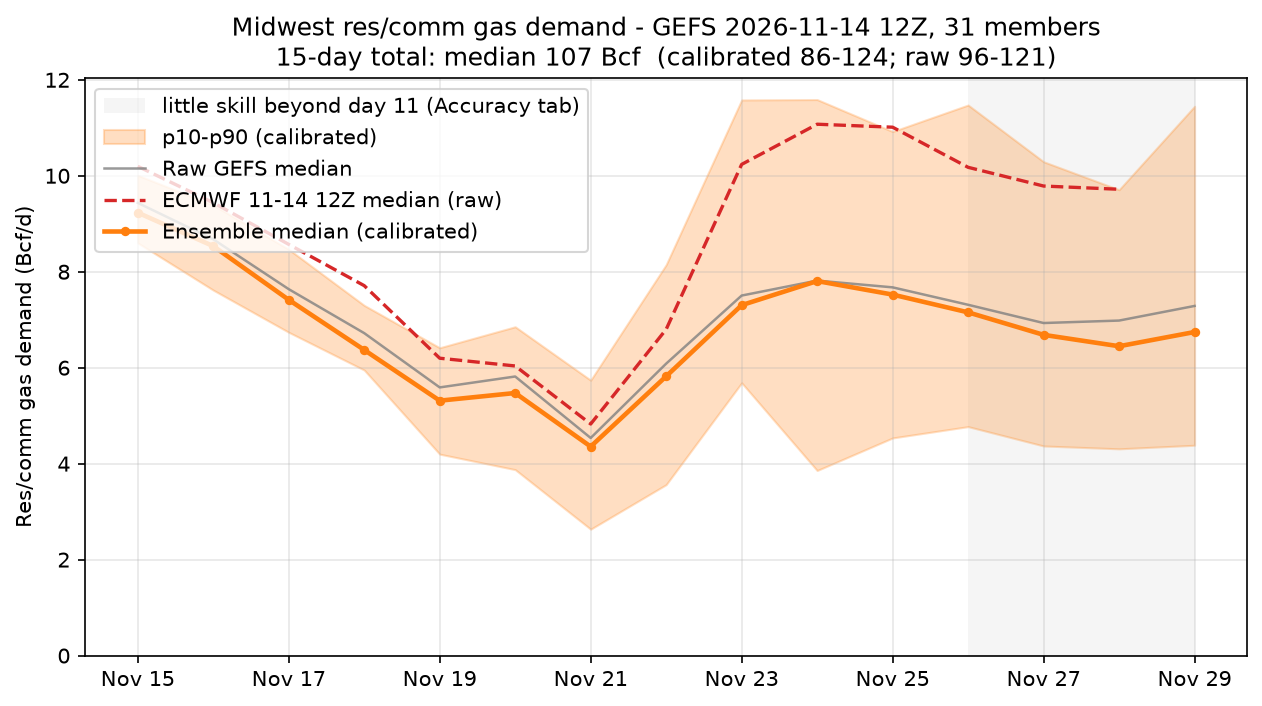 Midwest res/comm gas demand - GEFS 2026-11-14 12Z, 31 members
15-day total: median 107 Bcf  (calibrated 86-124; raw 96-121)
little skill beyond day 11 (Accuracy tab)
p10-p90 (calibrated)
Raw GEFS median
ECMWF 11-14 12Z median (raw)
Ensemble median (calibrated)
Res/comm gas demand (Bcf/d)
12
10
8
6
4
2
0
Nov 15
Nov 17
Nov 19
Nov 21
Nov 23
Nov 25
Nov 27
Nov 29